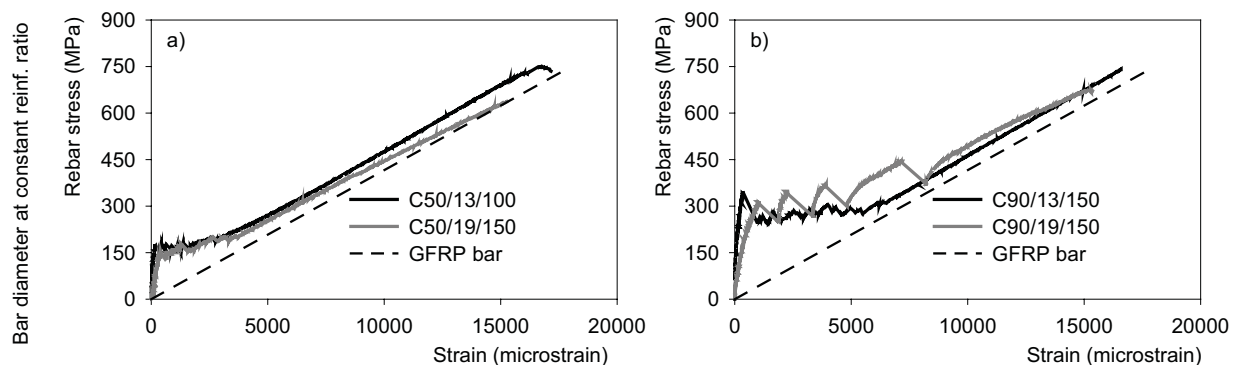 Bar diameter at constant reinf. ratio
Rebar stress (MPa)
900
750
600
450
300
150
0
a)
C50/13/100
C50/19/150
GFRP bar
0 5000 10000 15000 20000
Strain (microstrain)
Rebar stress (MPa)
900
750
600
450
300
150
0
b)
C90/13/150
C90/19/150
GFRP bar
0 5000 10000 15000 20000
Strain (microstrain)